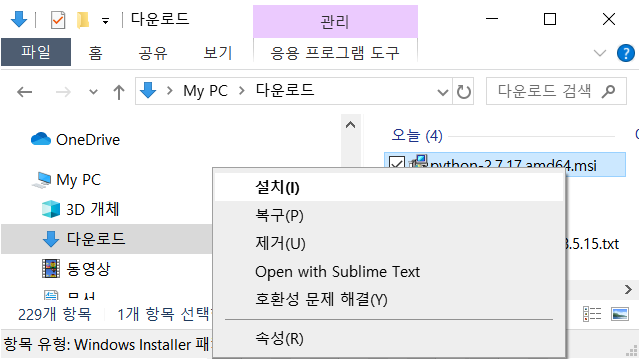 다운로드
관리
파일
홈
공유
보기
응용 프로그램 도구
My PC
다운로드
다운로드 검색
OneDrive
오늘 (4)
My PC
python-2.7.17.amd64.msi
3D 개체
설치(I)
복구(P)
다운로드
제거(U)
3.5.15.txt
동영상
Open with Sublime Text
문서
호환성 문제 해결(Y)
229개 항목
1개 항목 선택
속성(R)
항목 유형: Windows Installer 패